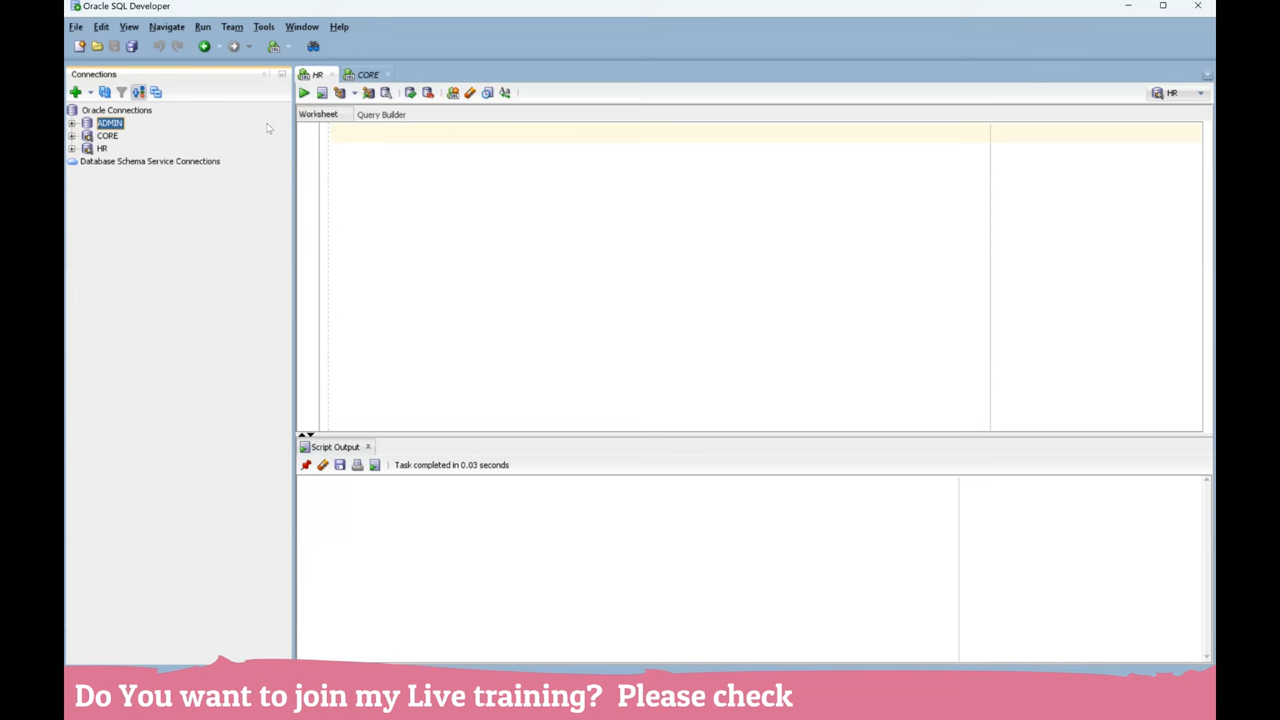 Oracle SQL Developer
File Edit View Navigate Run Team Tools Window Help
Connections
HR
CORE
Oracle Connections
ADMIN
CORE
HR
Database Schema Service Connections
HR
Worksheet
Query Builder
Script Output
Task completed in 0.03 seconds
Do You want to join my Live training? Please check